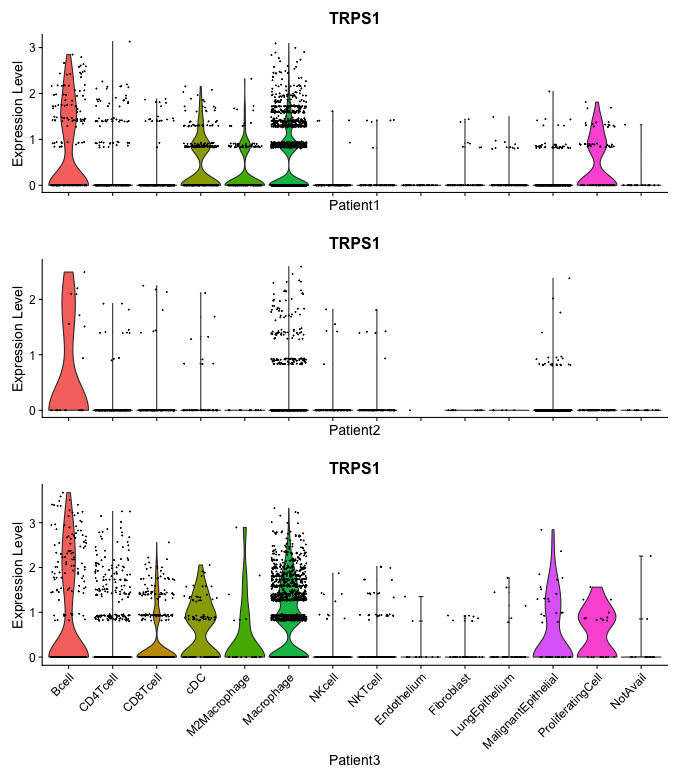 TRPS1
Expression Level
3
2
1
0
Patient1
TRPS1
Expression Level
2
1
0
Patient2
TRPS1
Expression Level
3
2
1
0
Bcell
CD4Tcell
CD8Tcell
cDC
M2Macrophage
Macrophage
NKcell
NKTcell
Endothelium
Fibroblast
LungEpithelium
MalignantEpithelial
ProliferatingCell
NotAvail
Patient3